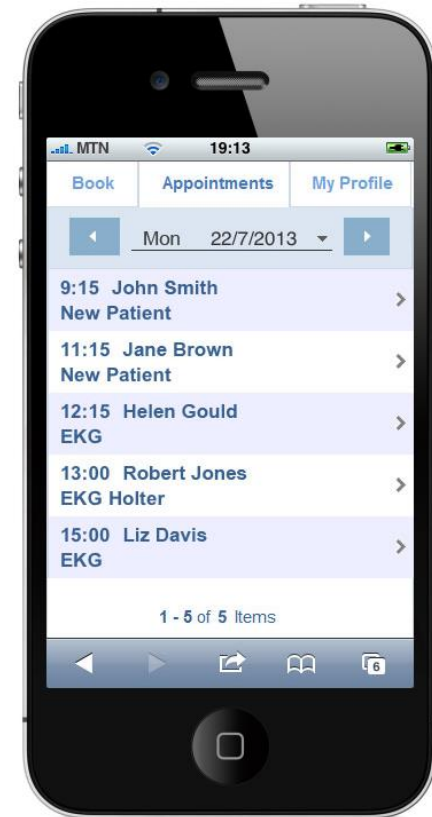 MTN 19:13
Book Appointments My Profile
Mon 22/7/2013
9:15 John Smith
New Patient
11:15 Jane Brown
New Patient
12:15 Helen Gould
EKG
13:00 Robert Jones
EKG Holter
15:00 Liz Davis
EKG
1 - 5 of 5 Items
6